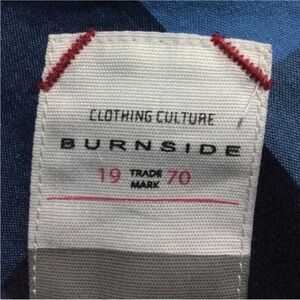 CLOTHING CULTURE
BURNSIDE
19 TRADE MARK 70